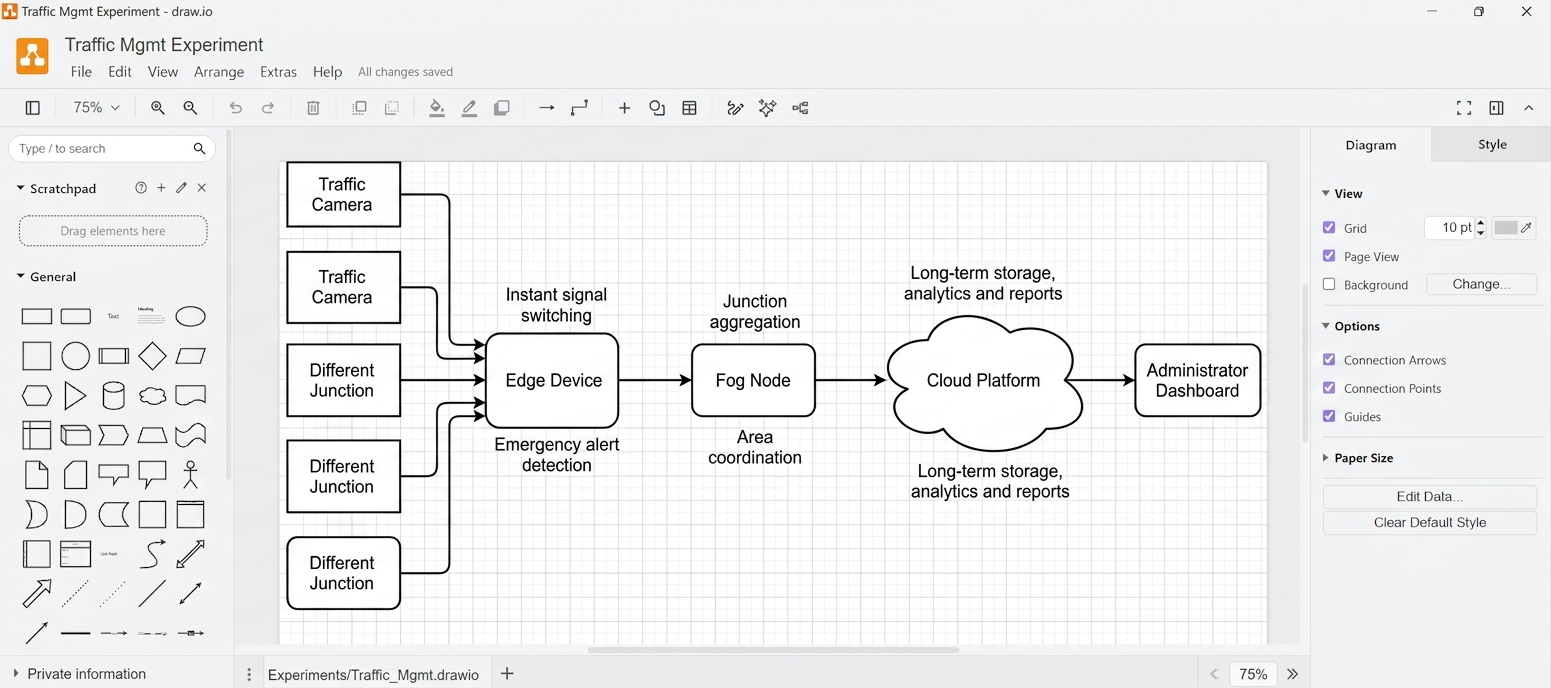 Traffic Mgmt Experiment - draw.io
Traffic Mgmt Experiment
File Edit View Arrange Extras Help All changes saved
75%
Type / to search
Scratchpad
Drag elements here
General
Text
Heading
Private information
Traffic
Camera
Traffic
Camera
Different
Junction
Different
Junction
Different
Junction
Instant signal
switching
Edge Device
Emergency alert
detection
Junction
aggregation
Fog Node
Area
coordination
Long-term storage,
analytics and reports
Cloud Platform
Long-term storage,
analytics and reports
Administrator
Dashboard
Diagram
Style
View
Grid
10 pt
Page View
Background
Change...
Options
Connection Arrows
Connection Points
Guides
Paper Size
Edit Data...
Clear Default Style
Experiments/Traffic_Mgmt.drawio
75%